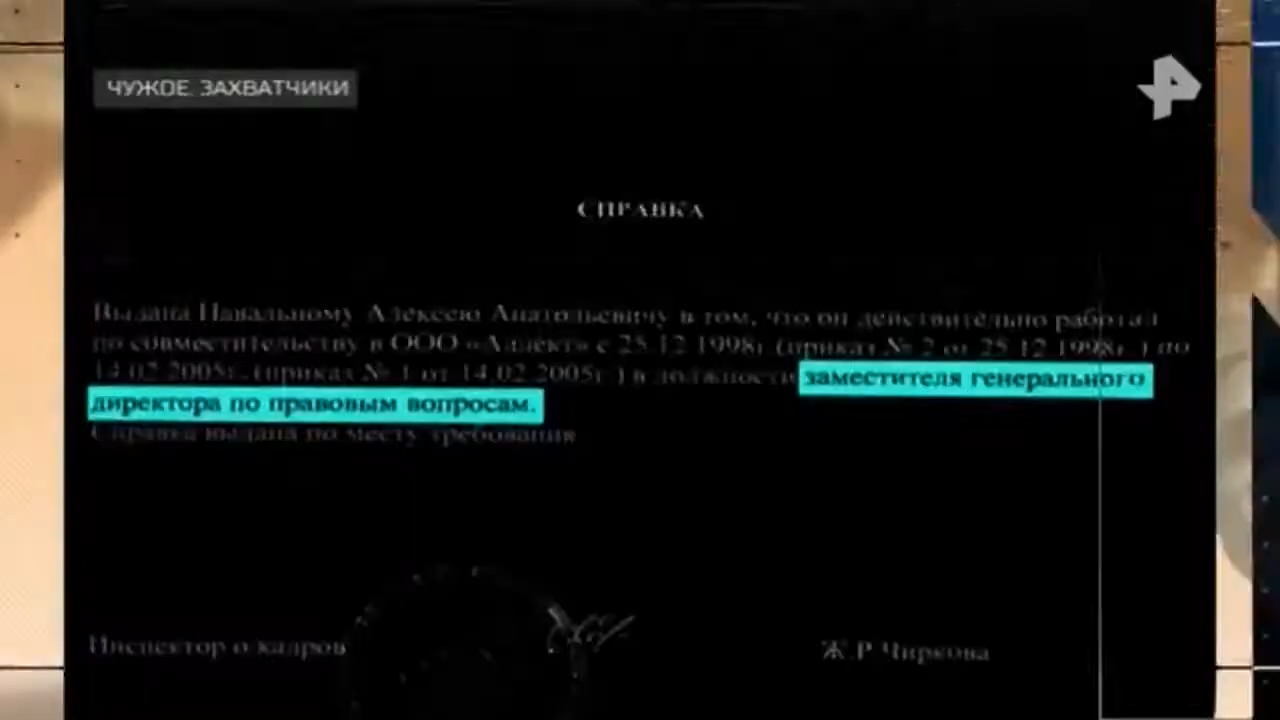 ЧУЖОЕ. ЗАХВАТЧИКИ
СПРАВКА
Выдана Навальному Алексею Анатольевичу в том, что он действительно работал
по совместительству в ООО «Аллект» с 25.12.1998г. (приказ № 2 от 25.12.1998г.) по
14.02.2005г. (приказ № 1 от 14.02.2005г.) в должности заместителя генерального
директора по правовым вопросам.
Справка выдана по месту требования
Инспектор о/кадров
Ж.Р.Чиркова